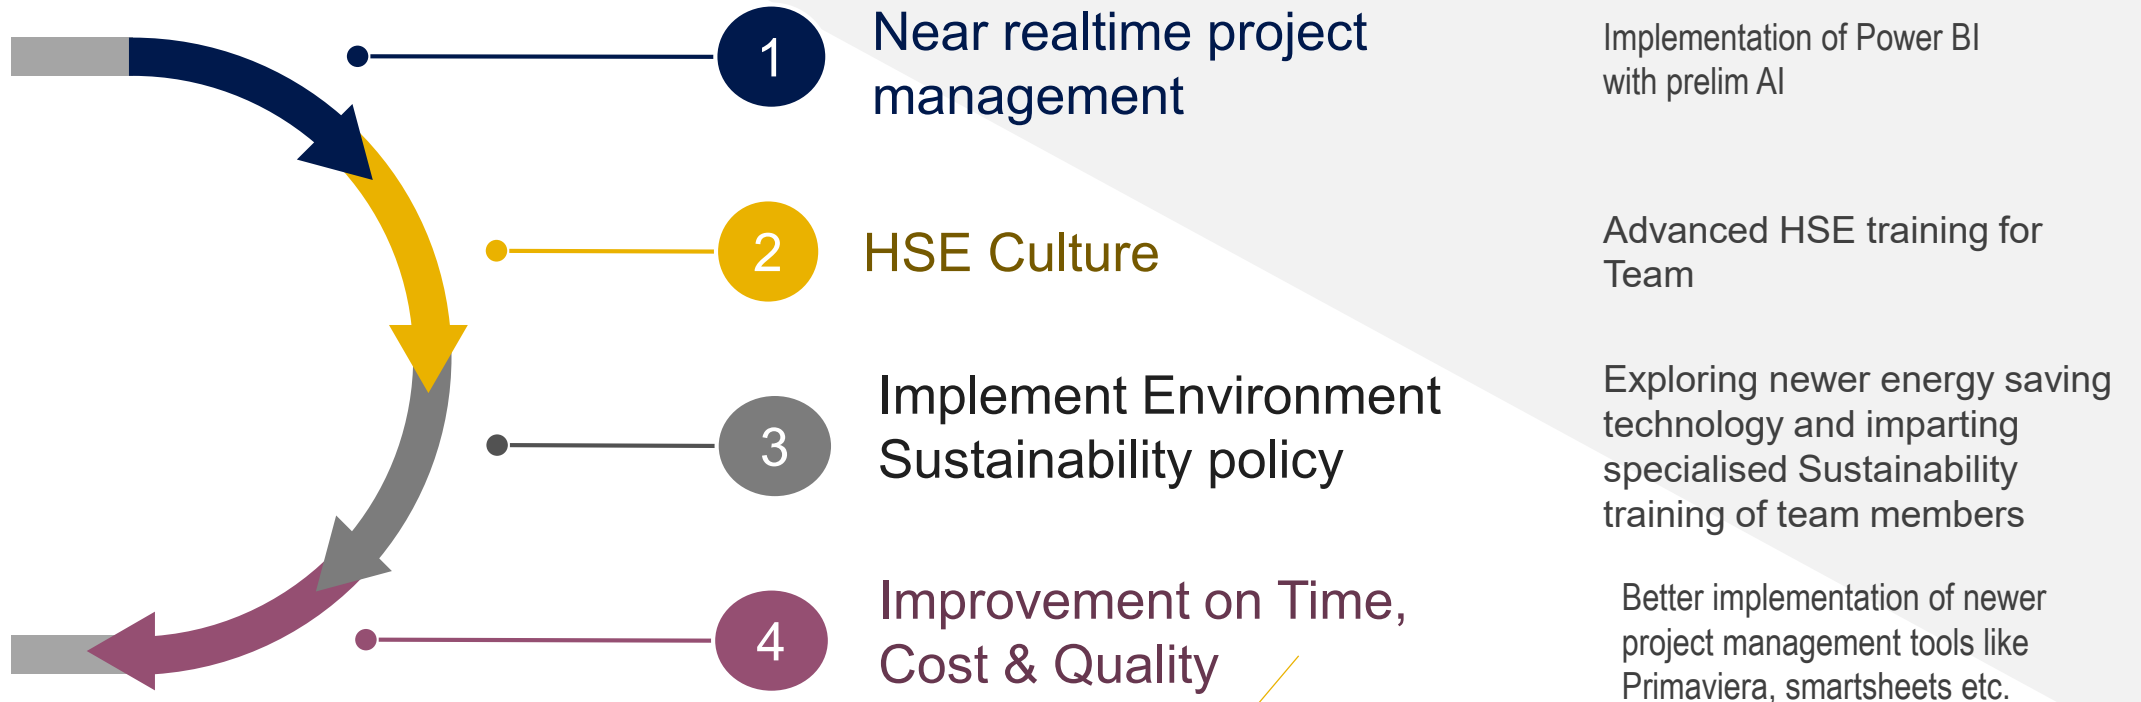 1
Near realtime project
management
Implementation of Power BI
with prelim AI
2
HSE Culture
Advanced HSE training for
Team
3
Implement Environment
Sustainability policy
Exploring newer energy saving
technology and imparting
specialised Sustainability
training of team members
4
Improvement on Time,
Cost & Quality
Better implementation of newer
project management tools like
Primaviera, smartsheets etc.